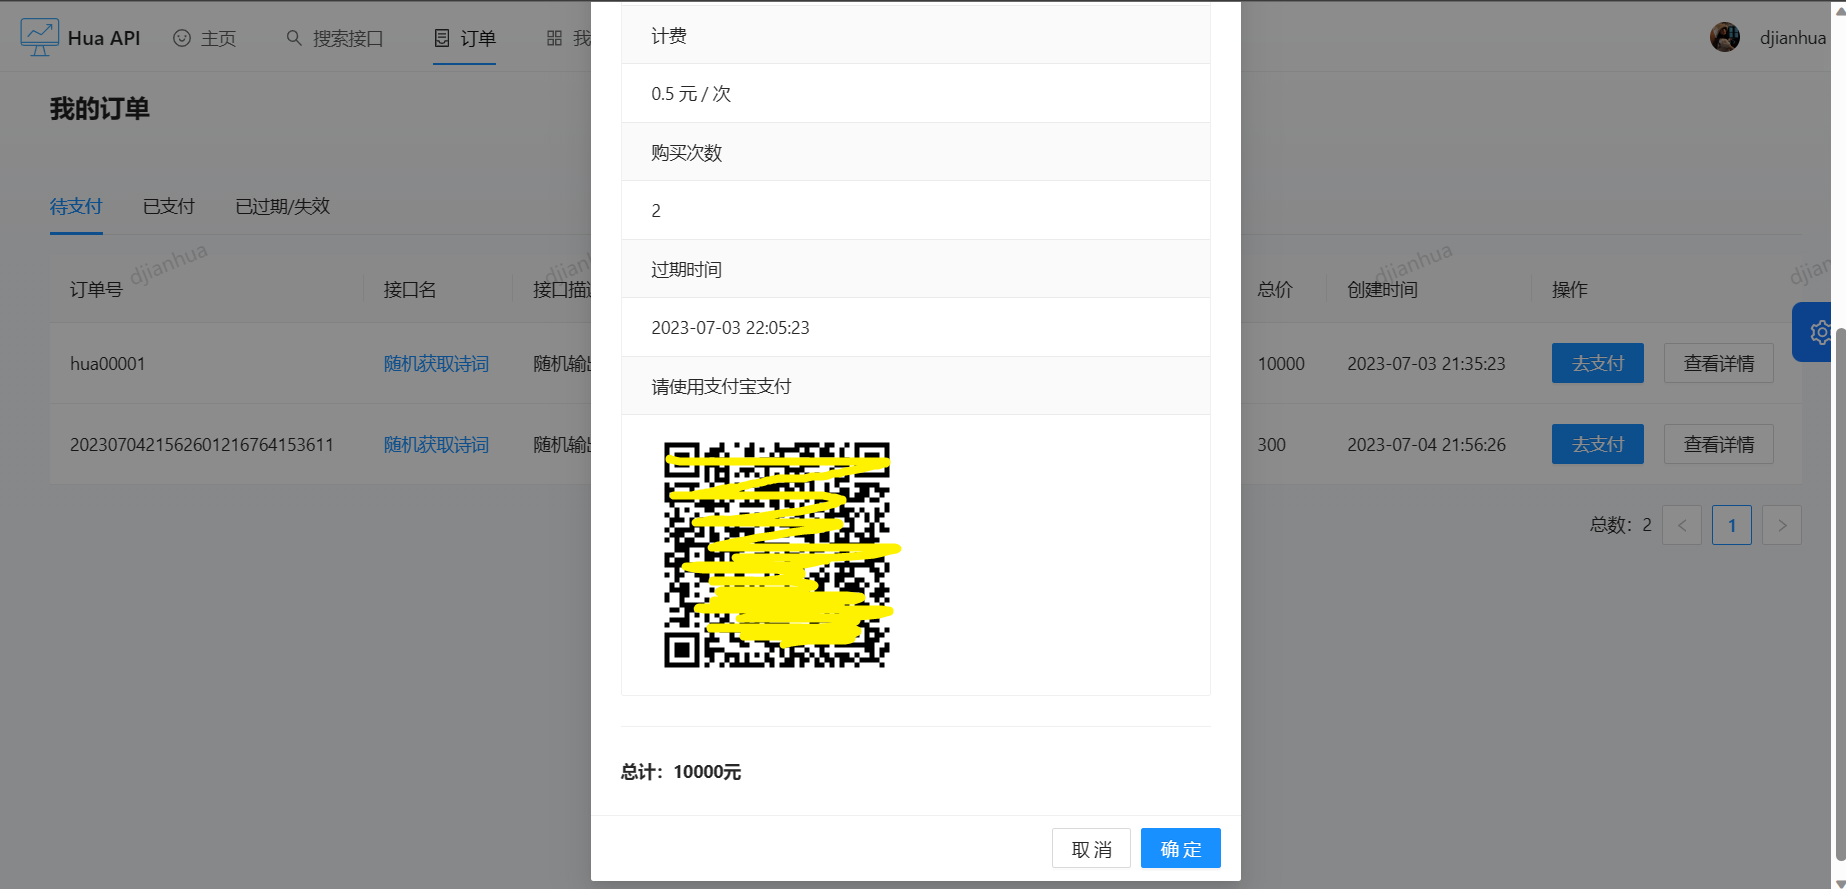 Hua API 主页 搜索接口 订单 我 djianhua
我的订单
待支付 已支付 已过期/失效
订单号 接口名 接口描 总价 创建时间 操作
hua00001 随机获取诗词 随机输出 10000 2023-07-03 21:35:23 去支付 查看详情
2023070421562601216764153611 随机获取诗词 随机输出 300 2023-07-04 21:56:26 去支付 查看详情
总数：2 < 1 >
djianhua
djian
djianhua
djian
计费
0.5 元 / 次
购买次数
2
过期时间
2023-07-03 22:05:23
请使用支付宝支付
总计：10000元
取 消 确 定